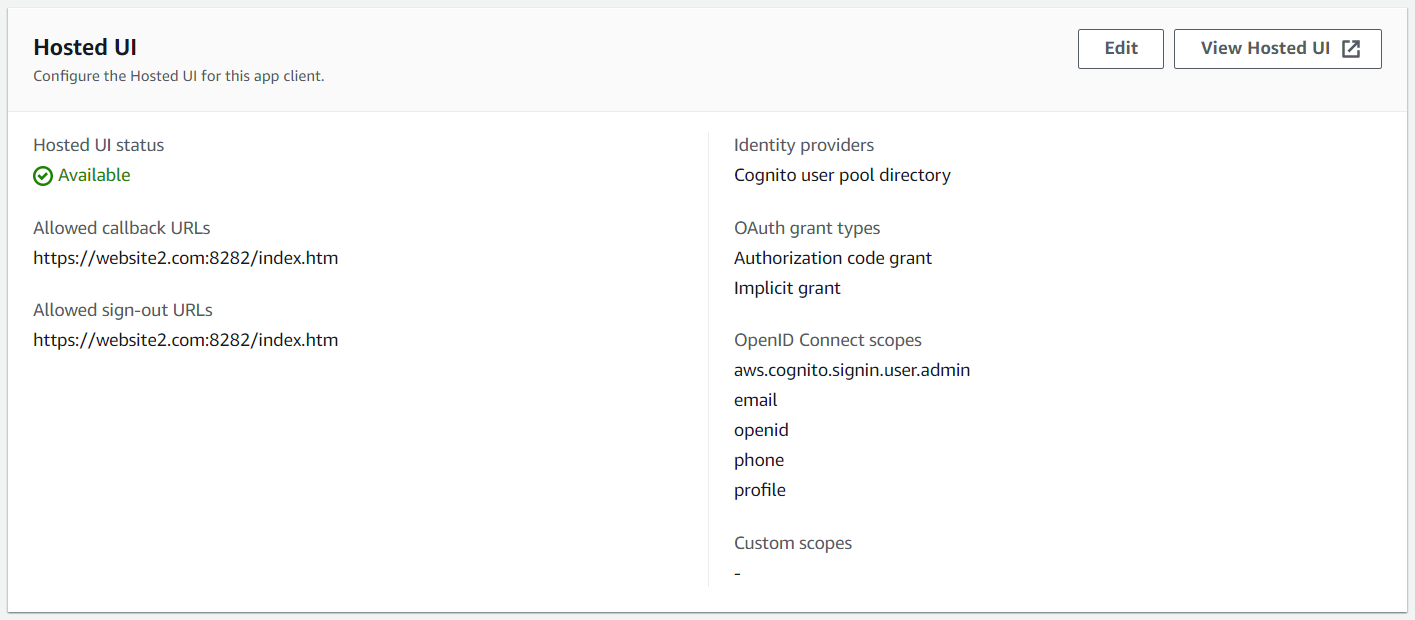 Hosted UI
Configure the Hosted UI for this app client.
Edit
View Hosted UI
Hosted UI status
Available
Allowed callback URLs
https://website2.com:8282/index.htm
Allowed sign-out URLs
https://website2.com:8282/index.htm
Identity providers
Cognito user pool directory
OAuth grant types
Authorization code grant
Implicit grant
OpenID Connect scopes
aws.cognito.signin.user.admin
email
openid
phone
profile
Custom scopes
-